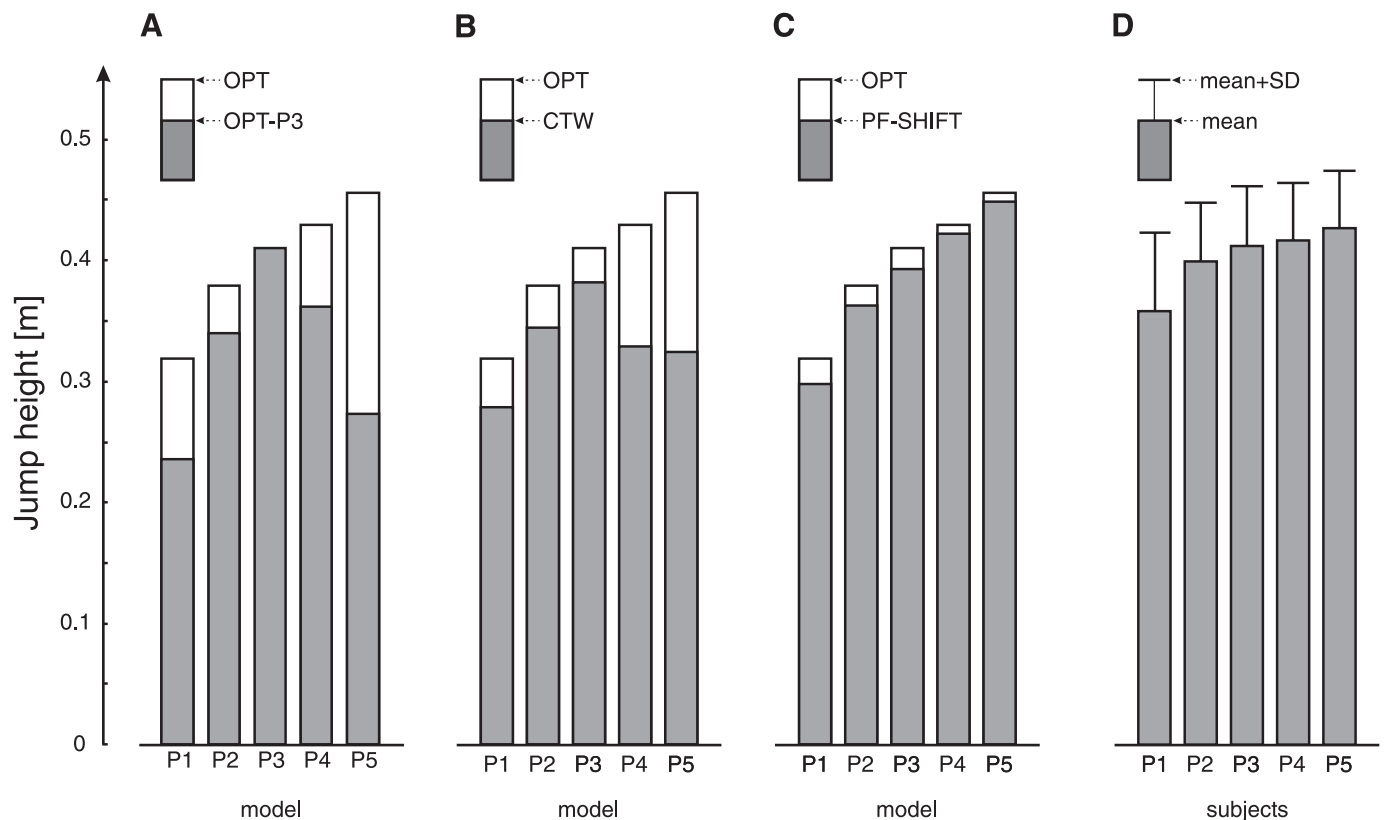 A B C D
OPT OPT OPT mean+SD
OPT-P3 CTW PF-SHIFT mean
Jump height [m]
0.5
0.4
0.3
0.2
0.1
0
P1 P2 P3 P4 P5 P1 P2 P3 P4 P5 P1 P2 P3 P4 P5 P1 P2 P3 P4 P5
model model model subjects